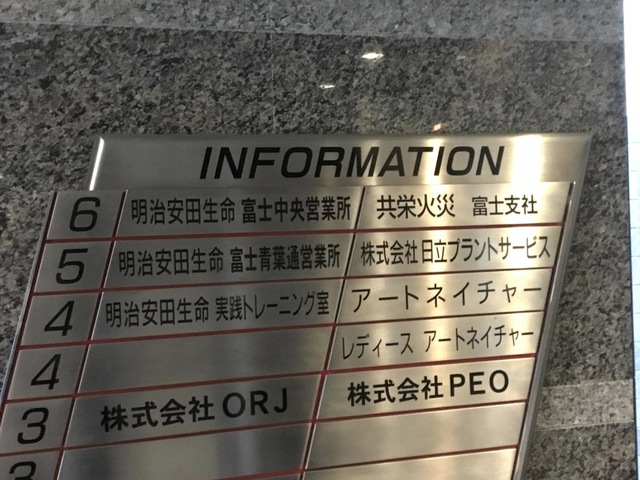 INFORMATION
6 明治安田生命 富士中央営業所 共栄火災 富士支社
5 明治安田生命 富士青葉通営業所 株式会社 日立プラントサービス
4 明治安田生命 実践トレーニング室 アートネイチャー
4 レディース アートネイチャー
3 株式会社 ORJ 株式会社 PEO
3